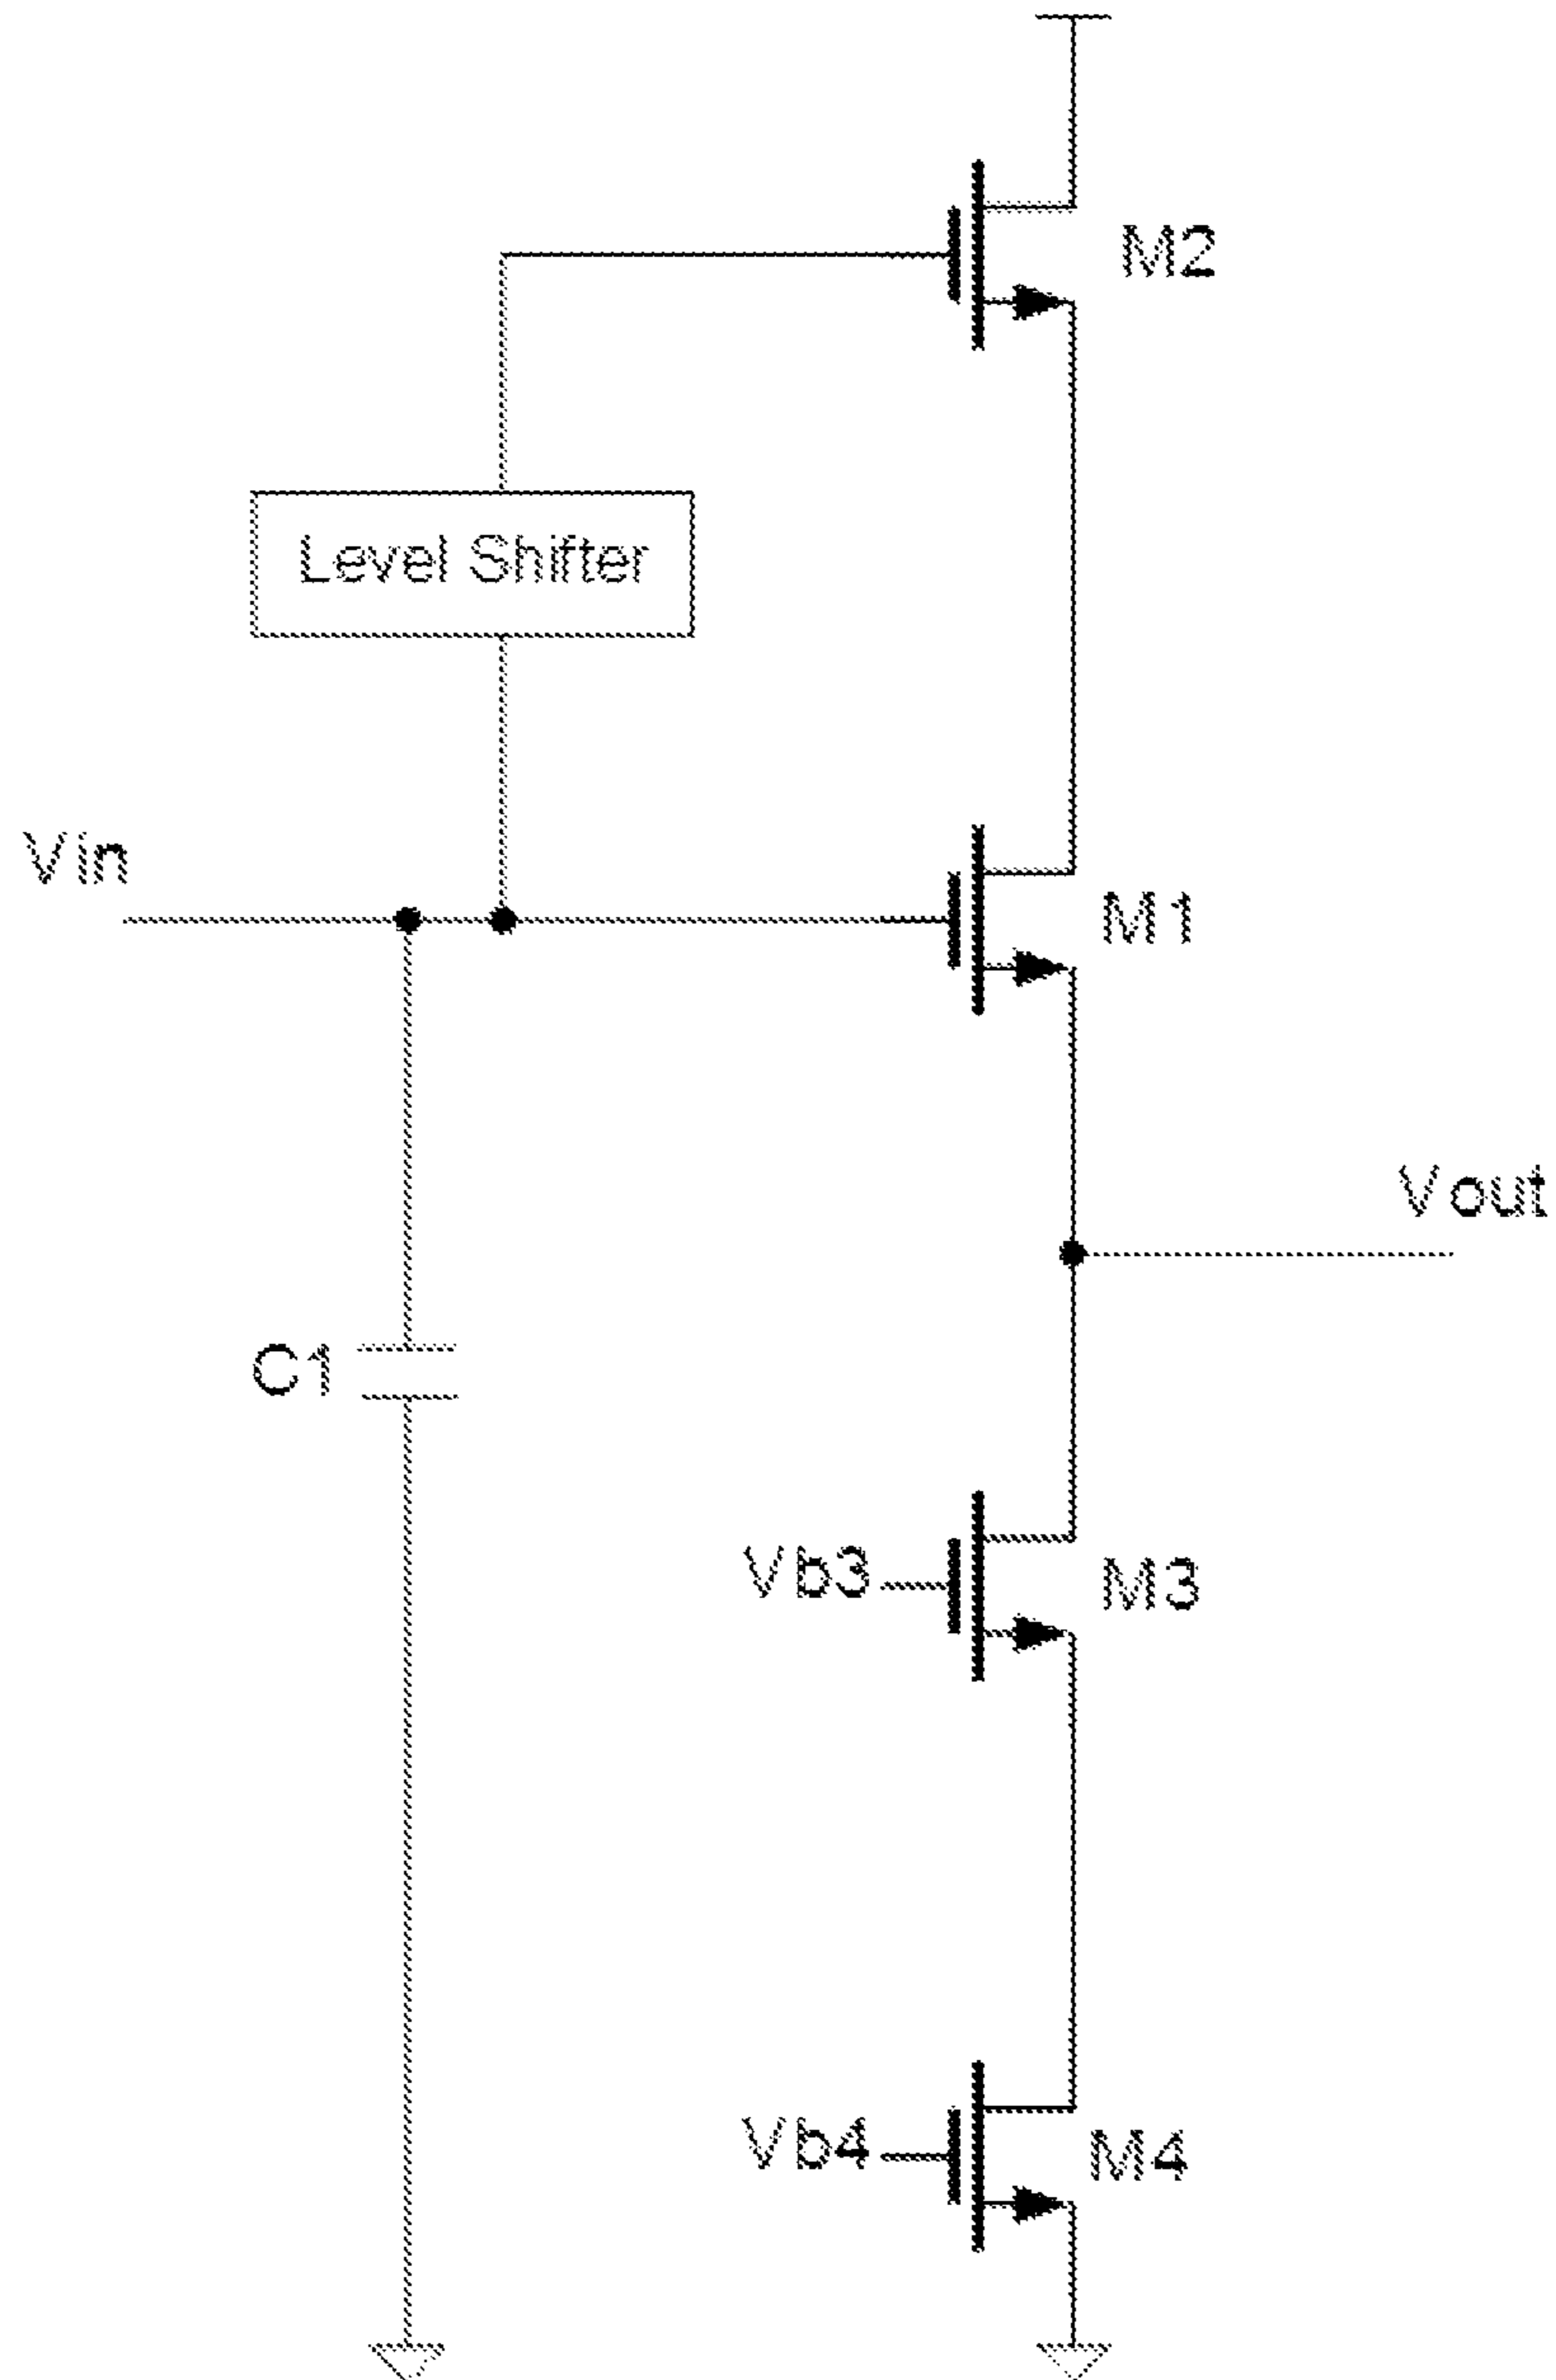 M2
Level Shifter
Vin
M1
Vout
C1
Vb3
M3
Vb4
M4